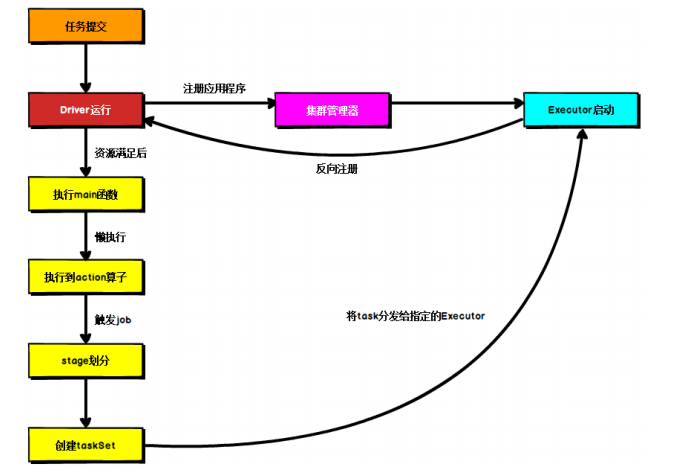 任务提交
注册应用程序
Driver运行
集群管理器
Executor启动
资源满足后
反向注册
执行main函数
懒执行
执行到action算子
触发job
将task分发给指定的Executor
stage划分
创建taskSet